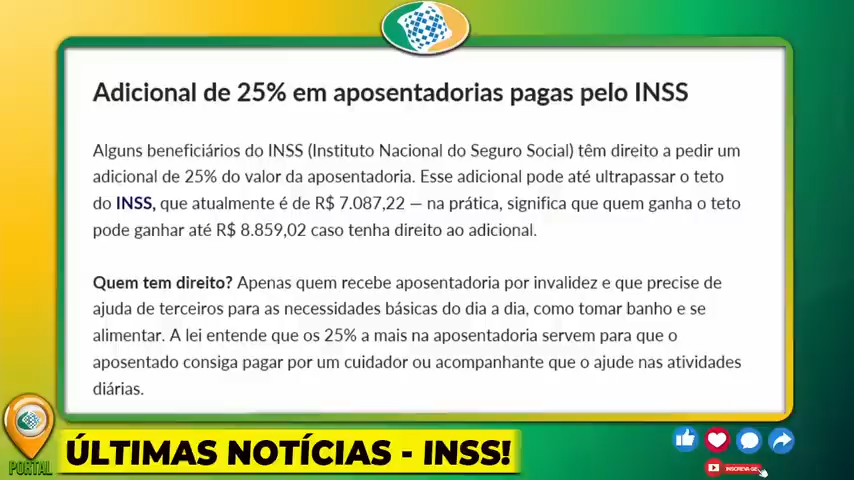 Adicional de 25% em aposentadorias pagas pelo INSS
Alguns beneficiários do INSS (Instituto Nacional do Seguro Social) têm direito a pedir um
adicional de 25% do valor da aposentadoria. Esse adicional pode até ultrapassar o teto
do INSS, que atualmente é de R$ 7.087,22 — na prática, significa que quem ganha o teto
pode ganhar até R$ 8.859,02 caso tenha direito ao adicional.
Quem tem direito? Apenas quem recebe aposentadoria por invalidez e que precise de
ajuda de terceiros para as necessidades básicas do dia a dia, como tomar banho e se
alimentar. A lei entende que os 25% a mais na aposentadoria servem para que o
aposentado consiga pagar por um cuidador ou acompanhante que o ajude nas atividades
diárias.
PORTAL
ÚLTIMAS NOTÍCIAS - INSS!
INSCREVA-SE